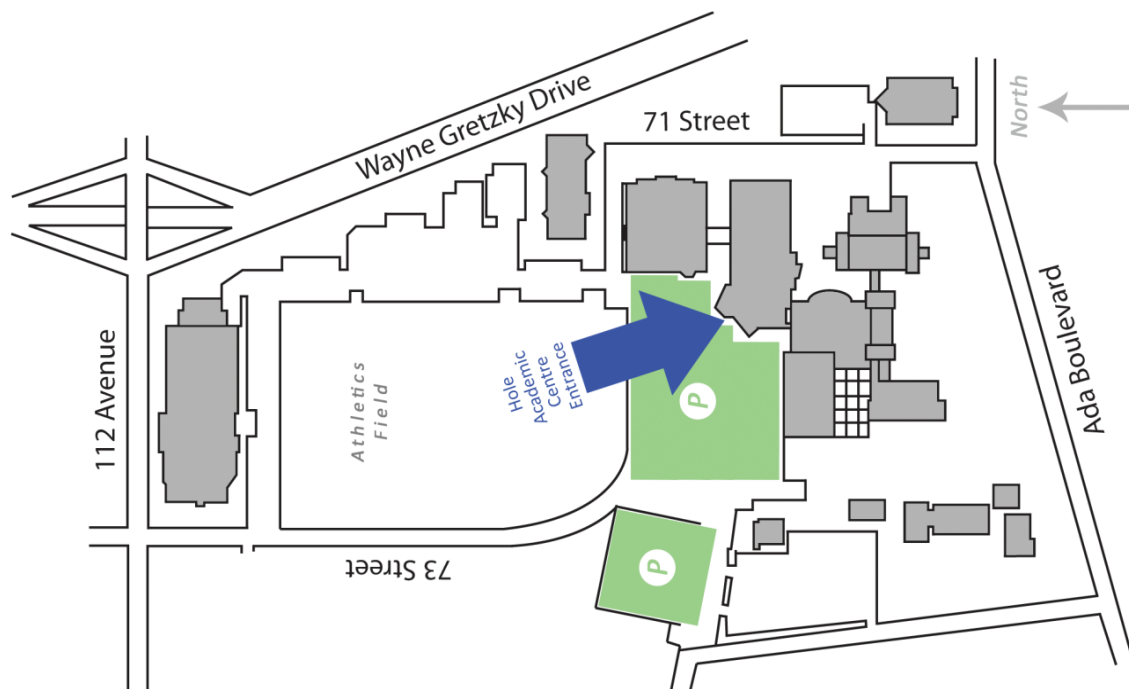 Wayne Gretzky Drive
71 Street
North
112 Avenue
Athletics
Field
Hole
Academic
Centre
Entrance
P
Ada Boulevard
73 Street
P